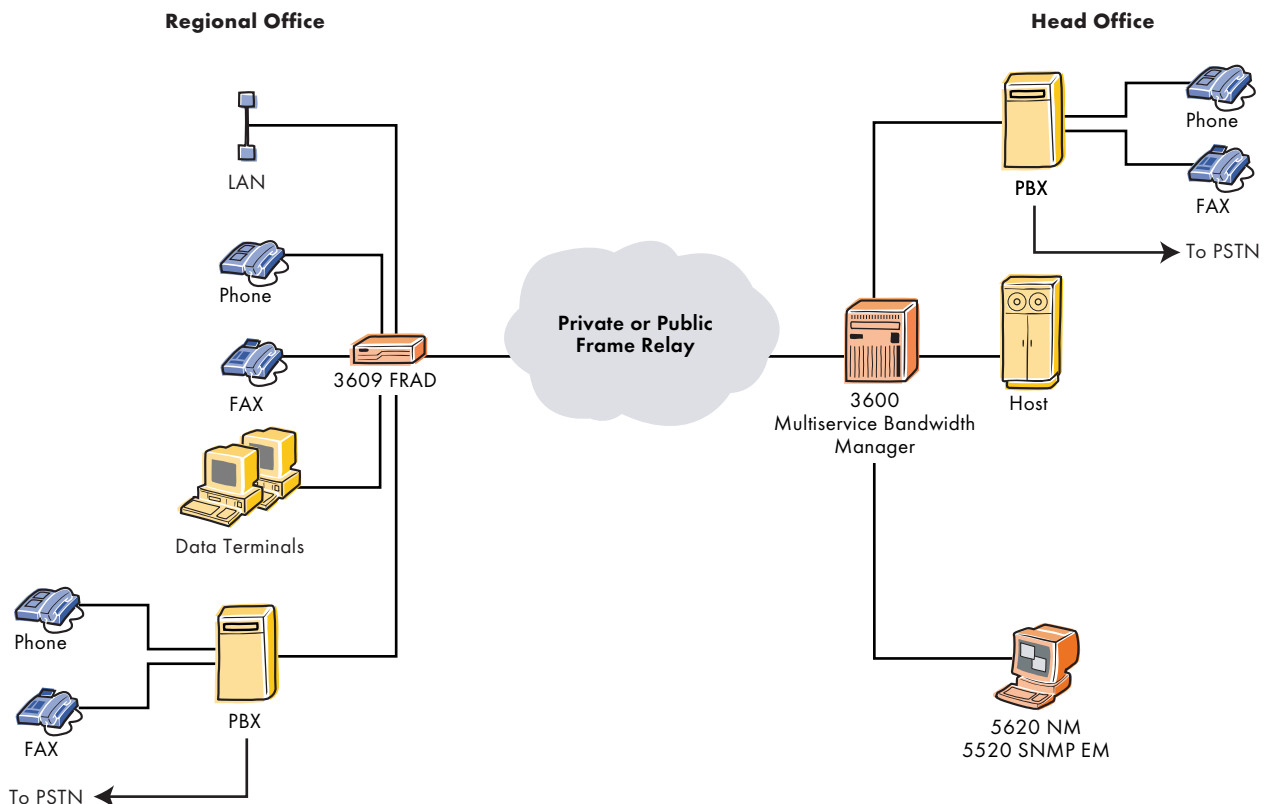 Regional Office
Head Office
LAN
Phone
FAX
3609 FRAD
Data Terminals
Phone
FAX
PBX
To PSTN
Private or Public
Frame Relay
Phone
FAX
PBX
To PSTN
3600
Multiservice Bandwidth
Manager
Host
5620 NM
5520 SNMP EM